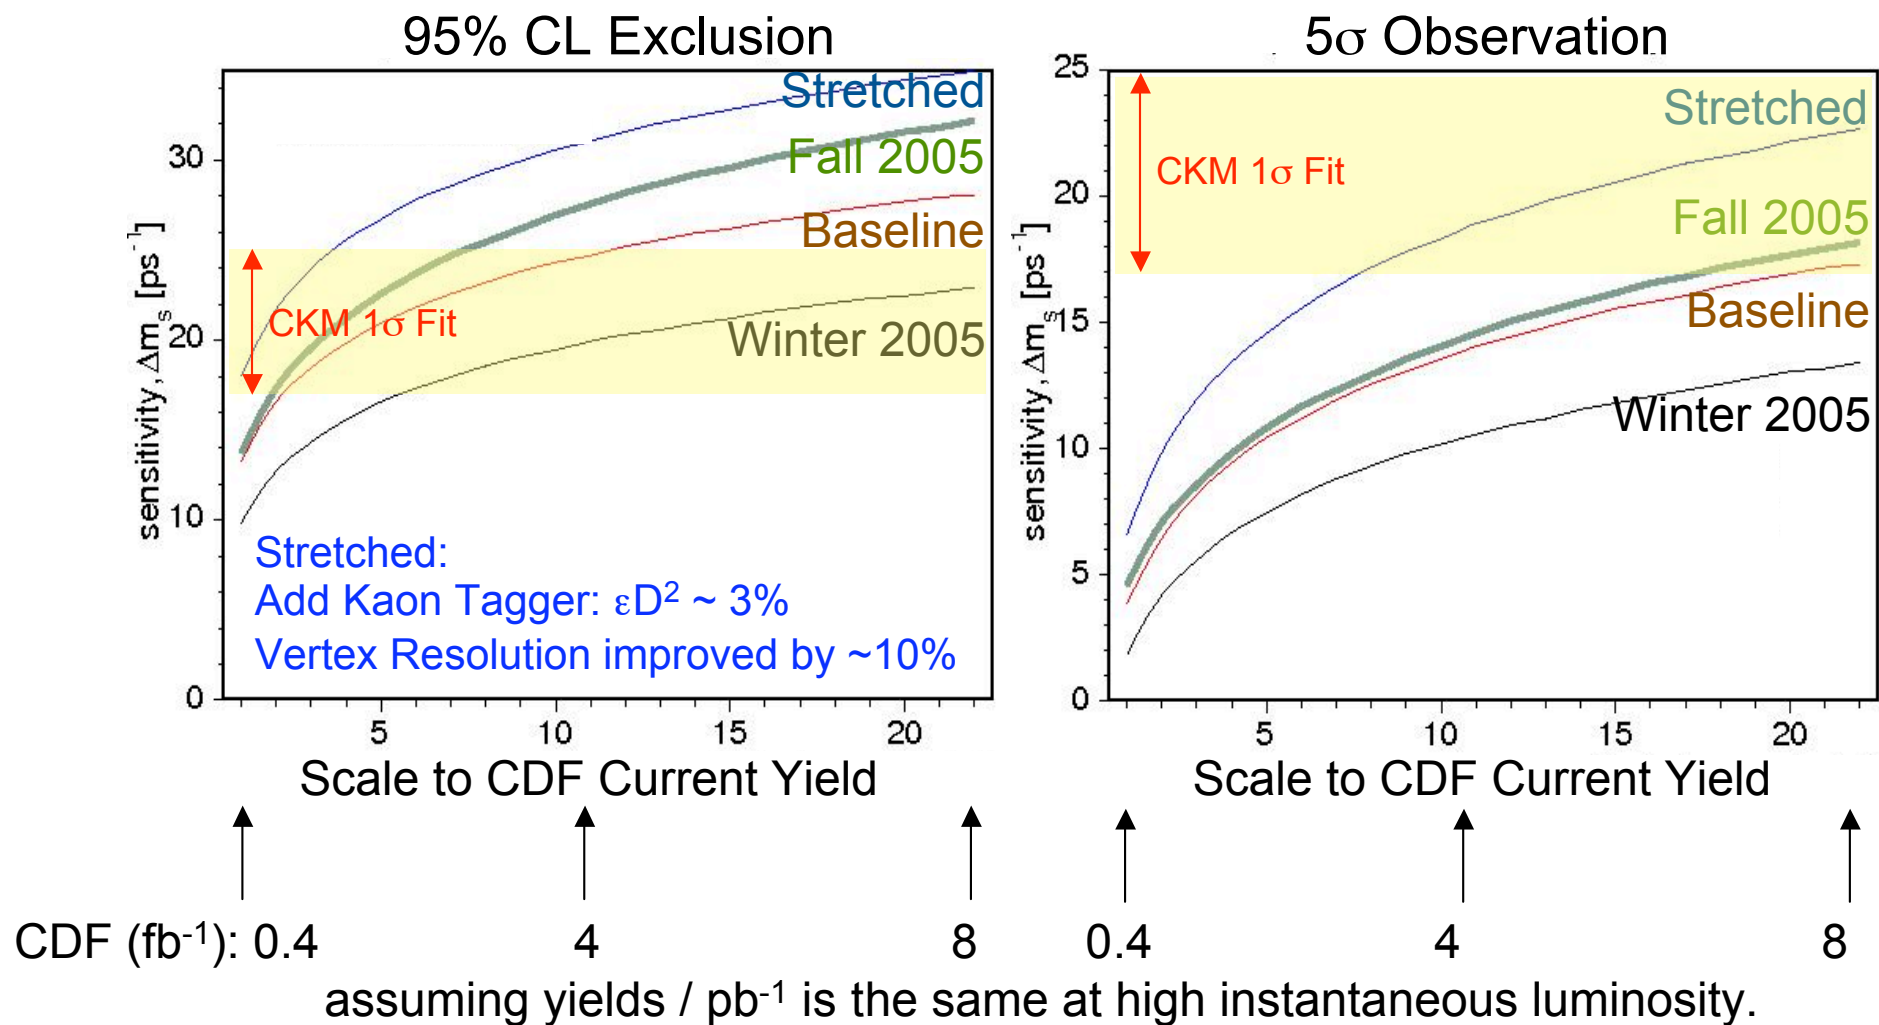 95% CL Exclusion
sensitivity, Δmₛ [ps⁻¹]
30
20
10
0
Stretched
Fall 2005
Baseline
Winter 2005
CKM 1σ Fit
Stretched:
Add Kaon Tagger: εD² ~ 3%
Vertex Resolution improved by ~10%
5 10 15 20
Scale to CDF Current Yield
5σ Observation
sensitivity, Δmₛ [ps⁻¹]
25
20
15
10
5
0
Stretched
CKM 1σ Fit
Fall 2005
Baseline
Winter 2005
5 10 15 20
Scale to CDF Current Yield
CDF (fb⁻¹): 0.4 4 8 0.4 4 8
assuming yields / pb⁻¹ is the same at high instantaneous luminosity.